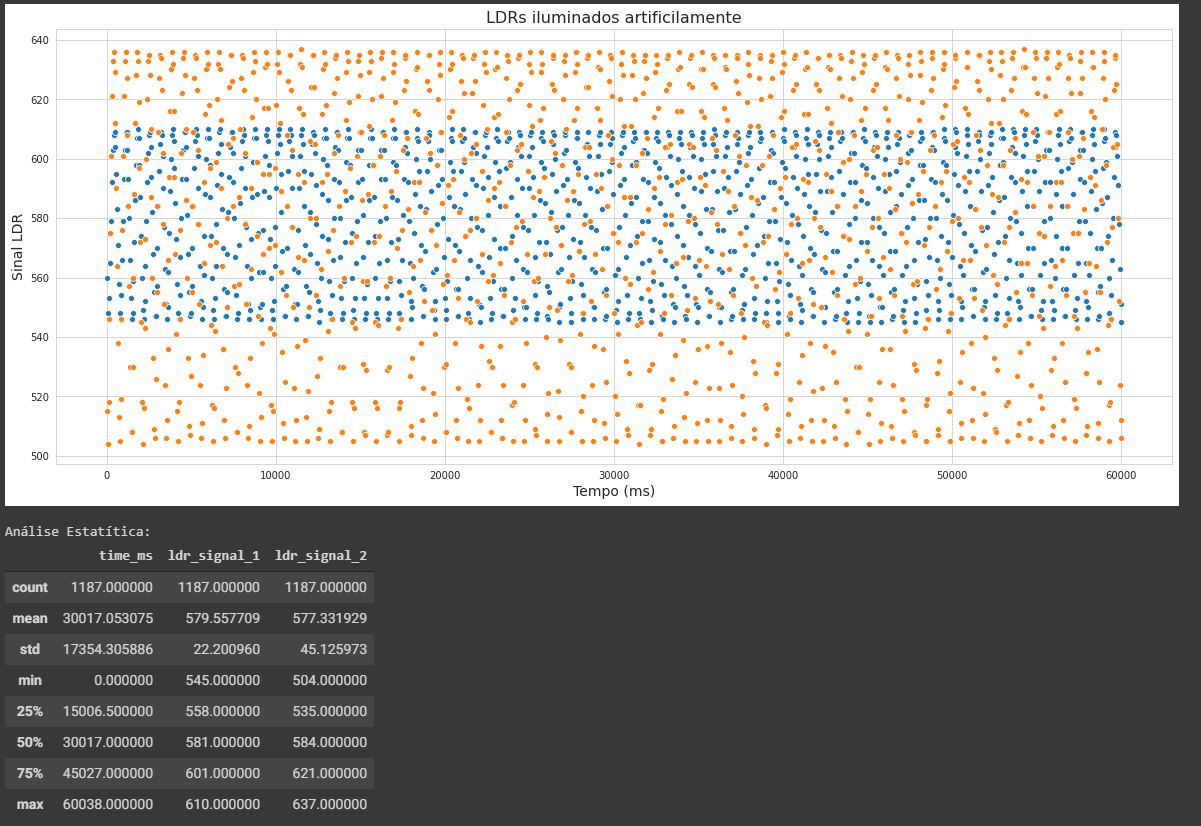 LDRs iluminados artificilamente
640
620
600
580
560
540
520
500
Sinal LDR
0 10000 20000 30000 40000 50000 60000
Tempo (ms)
Análise Estatítica:
time_ms ldr_signal_1 ldr_signal_2
count 1187.000000 1187.000000 1187.000000
mean 30017.053075 579.557709 577.331929
std 17354.305886 22.200960 45.125973
min 0.000000 545.000000 504.000000
25% 15006.500000 558.000000 535.000000
50% 30017.000000 581.000000 584.000000
75% 45027.000000 601.000000 621.000000
max 60038.000000 610.000000 637.000000